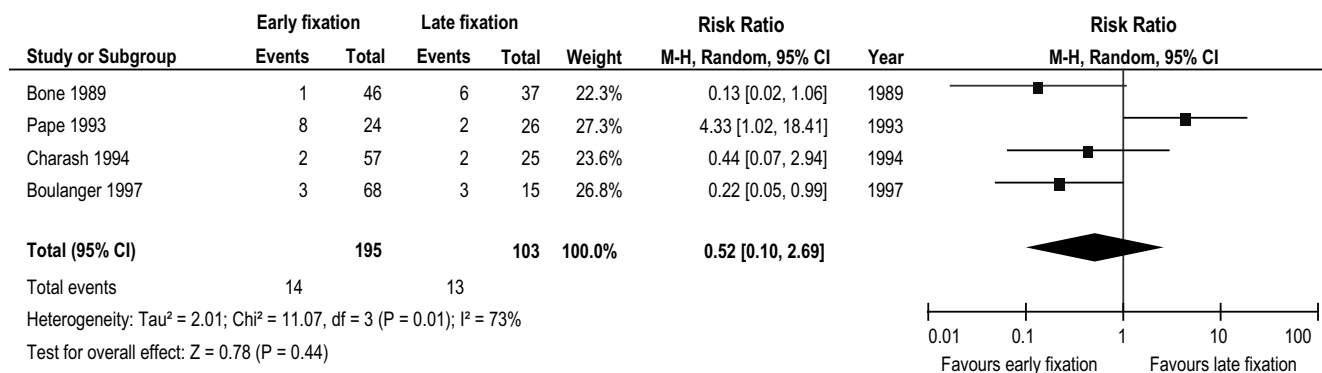 Early fixation Late fixation Risk Ratio Risk Ratio
Study or Subgroup Events Total Events Total Weight M-H, Random, 95% CI Year M-H, Random, 95% CI
Bone 1989 1 46 6 37 22.3% 0.13 [0.02, 1.06] 1989
Pape 1993 8 24 2 26 27.3% 4.33 [1.02, 18.41] 1993
Charash 1994 2 57 2 25 23.6% 0.44 [0.07, 2.94] 1994
Boulanger 1997 3 68 3 15 26.8% 0.22 [0.05, 0.99] 1997
Total (95% CI) 195 103 100.0% 0.52 [0.10, 2.69]
Total events 14 13
Heterogeneity: Tau² = 2.01; Chi² = 11.07, df = 3 (P = 0.01); I² = 73%
Test for overall effect: Z = 0.78 (P = 0.44)
0.01 0.1 1 10 100
Favours early fixation Favours late fixation